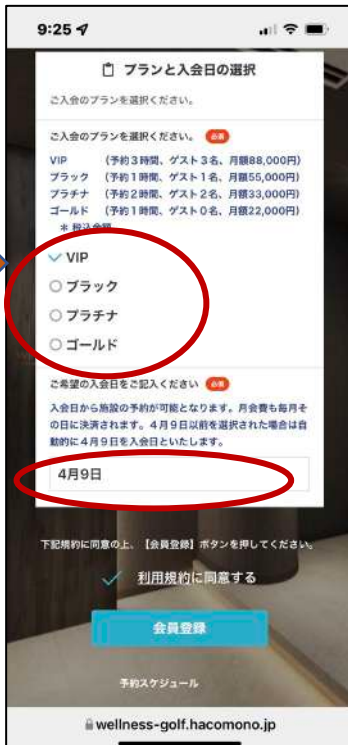 9:25
プランと入会日の選択
ご入会のプランを選択ください。
ご入会のプランを選択ください。 必須
VIP （予約3時間、ゲスト3名、月額88,000円）
ブラック （予約1時間、ゲスト1名、月額55,000円）
プラチナ （予約2時間、ゲスト2名、月額33,000円）
ゴールド （予約1時間、ゲスト0名、月額22,000円）
＊税込金額
VIP
ブラック
プラチナ
ゴールド
ご希望の入会日をご記入ください 必須
入会日から施設の予約が可能となります。月会費も毎月そ
の日に決済されます。4月9日以前を選択された場合は自
動的に4月9日を入会日といたします。
4月9日
下記規約に同意の上、【会員登録】ボタンを押してください。
利用規約に同意する
会員登録
予約スケジュール
wellness-golf.hacomono.jp